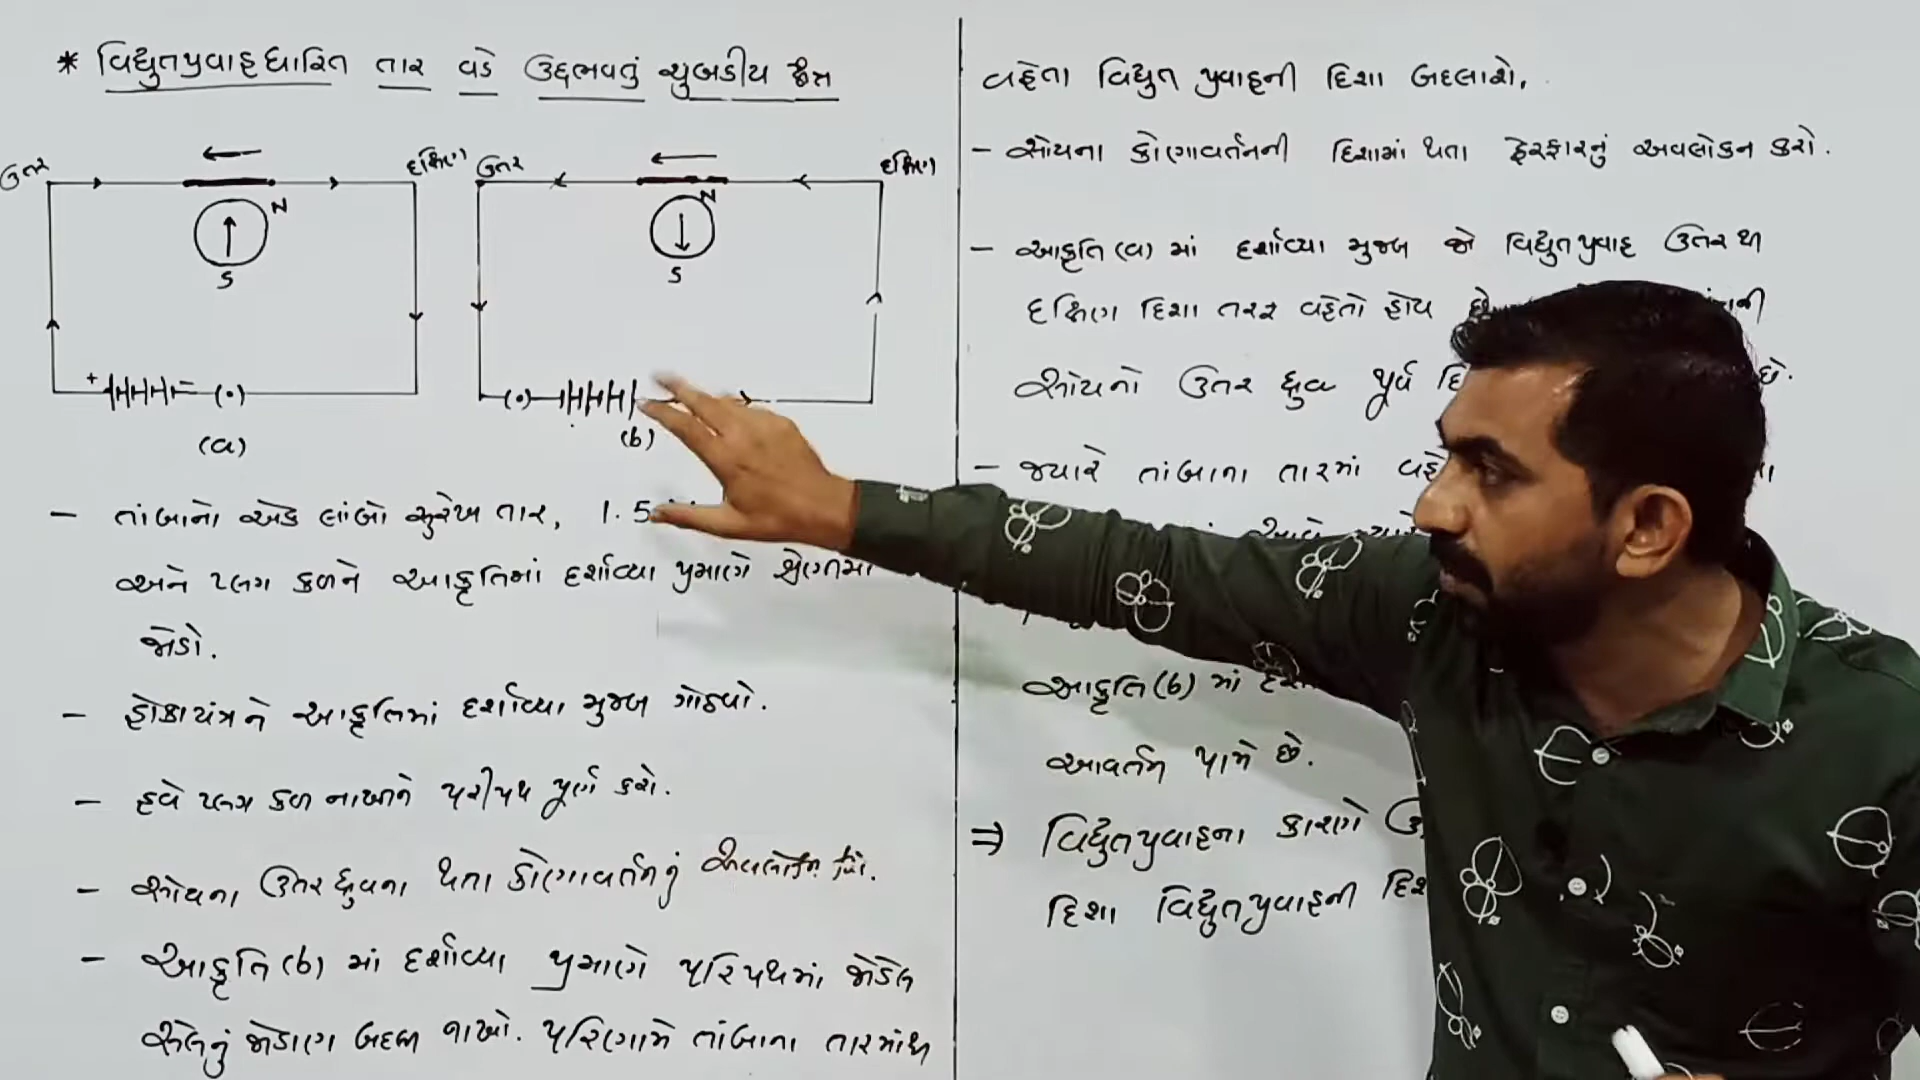 * વિદ્યુતપ્રવાહધારિત તાર વડે ઉદ્દભવતું ચુંબકીય ક્ષેત્ર
ઉત્તર દક્ષિણ
N
S
+ -
(a)
ઉત્તર દક્ષિણ
N
S
(b)
- તાંબાનો એક લાંબો સુરેખ તાર, 1.5
અને પ્લગ કળને આકૃતિમાં દર્શાવ્યા પ્રમાણે શ્રેણીમાં
જોડો.
- હોકાયંત્રને આકૃતિમાં દર્શાવ્યા મુજબ ગોઠવો.
- હવે પ્લગ કળ નાખીને પરીપથ પૂર્ણ કરો.
- સોયના ઉત્તર ધ્રુવના થતા કોણાવર્તનનું
- આકૃતિ (b) માં દર્શાવ્યા પ્રમાણે પરિપથમાં જોડેલ
સેલનું જોડાણ બદલી નાખો. પરિણામે તાંબાના તારમાંથી
વહેતા વિદ્યુત પ્રવાહની દિશા બદલાશે.
- સોયના કોણાવર્તનની દિશામાં થતા ફેરફારનું અવલોકન કરો.
- આકૃતિ (a) માં દર્શાવ્યા મુજબ જો વિદ્યુતપ્રવાહ ઉત્તરથી
દક્ષિણ દિશા તરફ વહેતો હોય
સોયનો ઉત્તર ધ્રુવ પૂર્વ છે.
- જ્યારે તાંબાના તારમાં
આકૃતિ (b) માં
આવર્તન પામે છે.
⇒ વિદ્યુતપ્રવાહના કારણે
દિશા વિદ્યુતપ્રવાહની